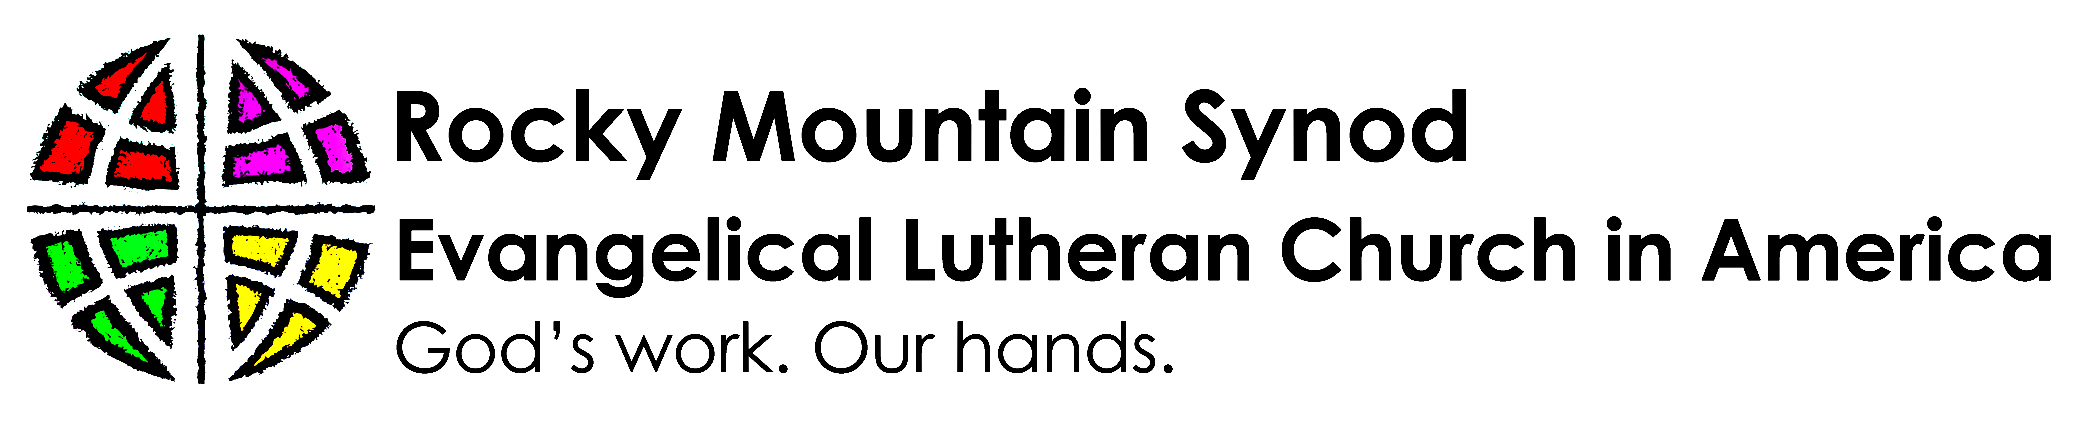 Rocky Mountain Synod
Evangelical Lutheran Church in America
God’s work. Our hands.